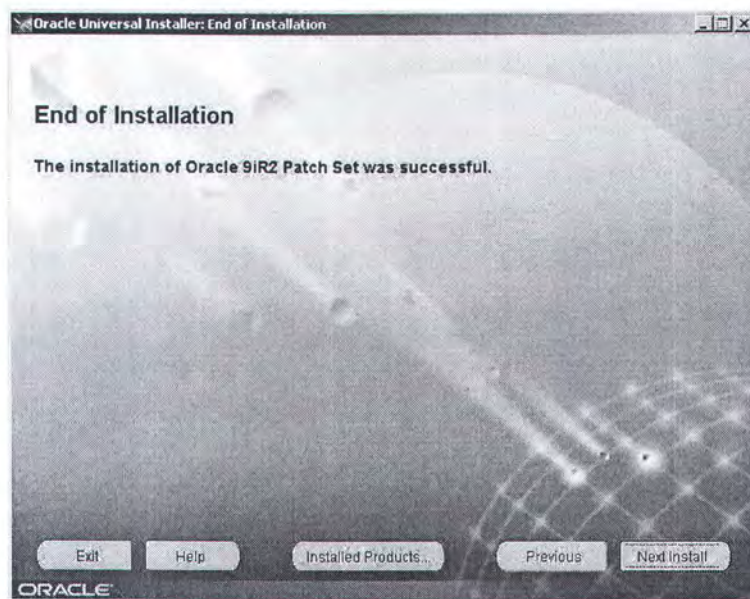 Oracle Universal Installer: End of Installation
End of Installation
The installation of Oracle 9iR2 Patch Set was successful.
Exit
Help
Installed Products...
Previous
Next Install
ORACLE